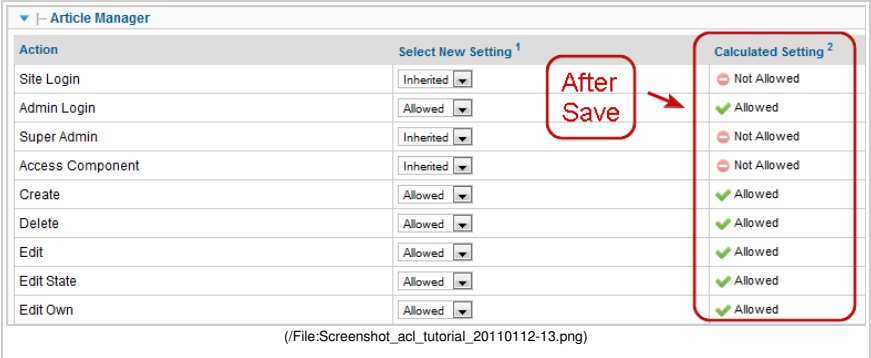 |– Article Manager
Action Select New Setting 1 Calculated Setting 2
Site Login Inherited Not Allowed
Admin Login Allowed Allowed
Super Admin Inherited Not Allowed
Access Component Inherited Not Allowed
Create Allowed Allowed
Delete Allowed Allowed
Edit Allowed Allowed
Edit State Allowed Allowed
Edit Own Allowed Allowed
After
Save
(/File:Screenshot_acl_tutorial_20110112-13.png)